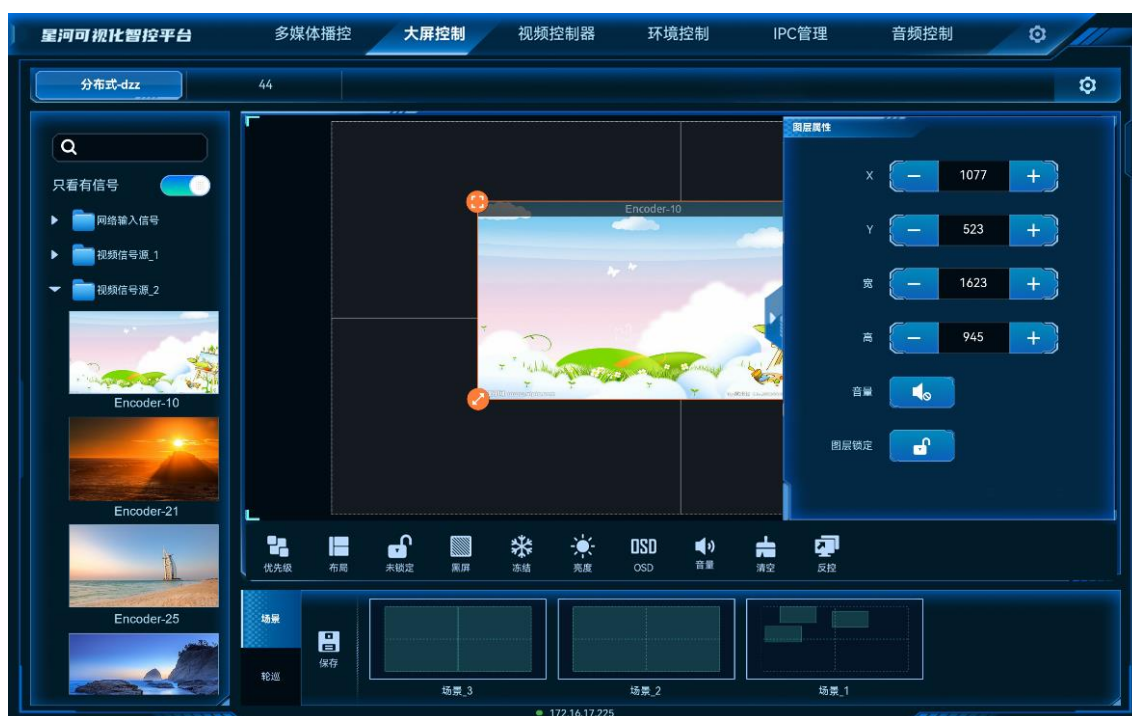 星河可视化智控平台
多媒体播控
大屏控制
视频控制器
环境控制
IPC管理
音频控制
分布式-dzz
44
只看有信号
网络输入信号
视频信号源_1
视频信号源_2
Encoder-10
Encoder-21
Encoder-25
Encoder-10
图层属性
X
1077
Y
523
宽
1623
高
945
音量
图层锁定
优先级
布局
未锁定
黑屏
冻结
亮度
OSD
OSD
音量
清空
反控
场景
轮巡
保存
场景_3
场景_2
场景_1
172.16.17.225